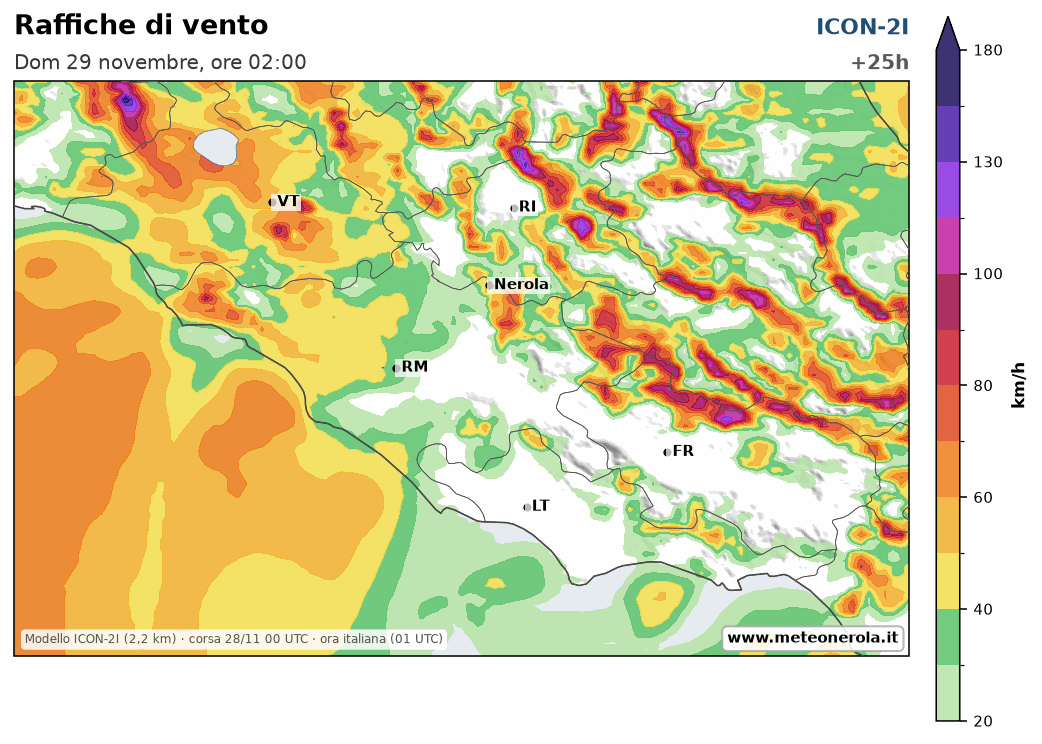 Raffiche di vento
ICON-2I
Dom 29 novembre, ore 02:00
+25h
180
130
100
80
60
40
20
km/h
VT
RI
Nerola
RM
FR
LT
Modello ICON-2I (2,2 km) · corsa 28/11 00 UTC · ora italiana (01 UTC)
www.meteonerola.it